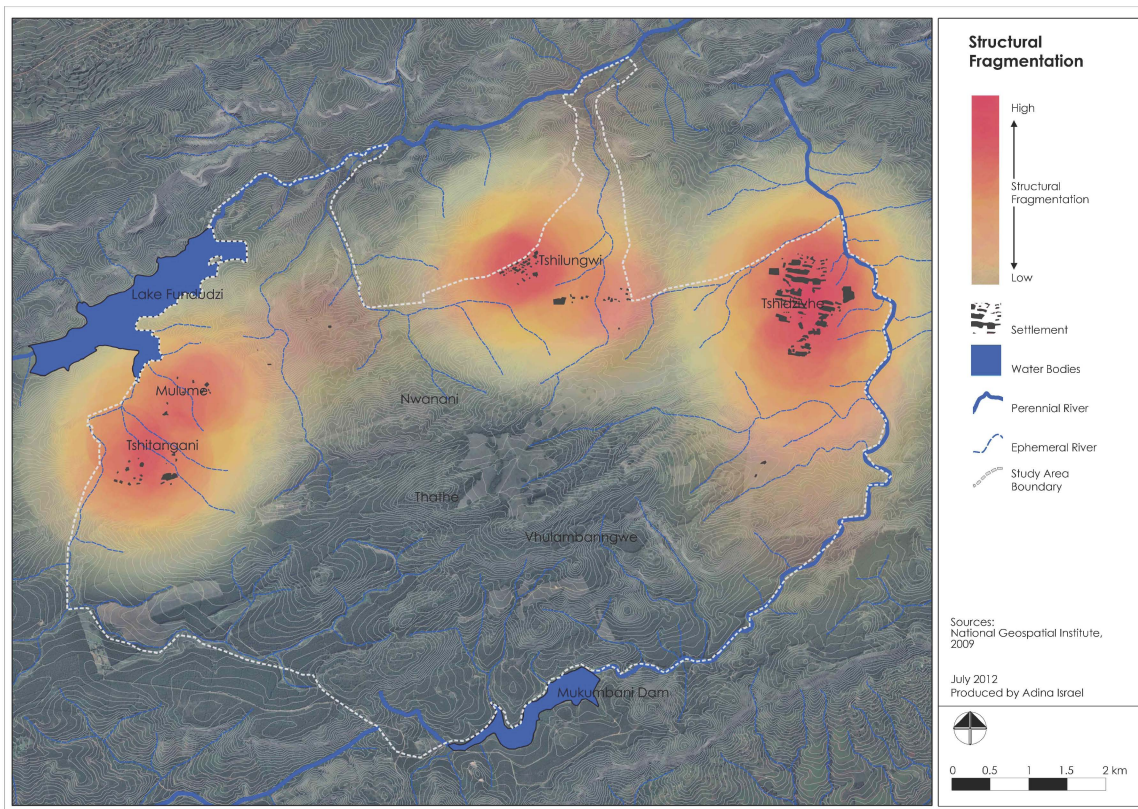 Structural
Fragmentation
High
Structural
Fragmentation
Low
Settlement
Water Bodies
Perennial River
Ephemeral River
Study Area
Boundary
Sources:
National Geospatial Institute,
2009
July 2012
Produced by Adina Israel
0 0.5 1 1.5 2 km
Tshilungwi
Lake Fundudzi
Tshidzivhe
Mulume
Nwanani
Tshitangani
Thathe
Vhulambanngwe
Mukumbani Dam